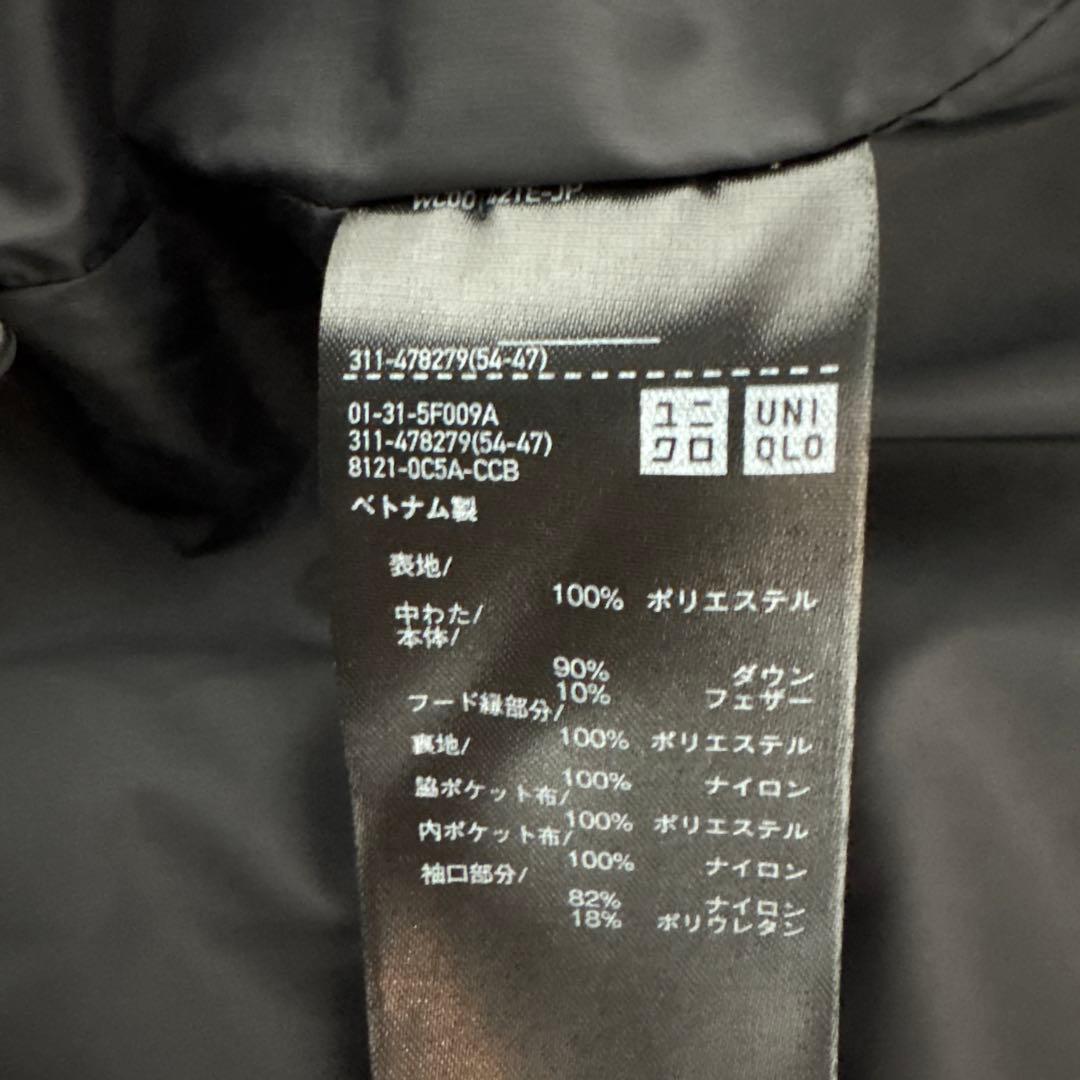 311-478279(54-47)
01-31-5F009A
311-478279(54-47)
8121-0C5A-CCB
ユニクロ
UNIQLO
ベトナム製
表地/
100% ポリエステル
中わた/
本体/
90% ダウン
10% フェザー
フード縁部分/
100% ポリエステル
裏地/
100% ナイロン
脇ポケット布/
100% ポリエステル
内ポケット布/
100% ナイロン
袖口部分/
82% ナイロン
18% ポリウレタン